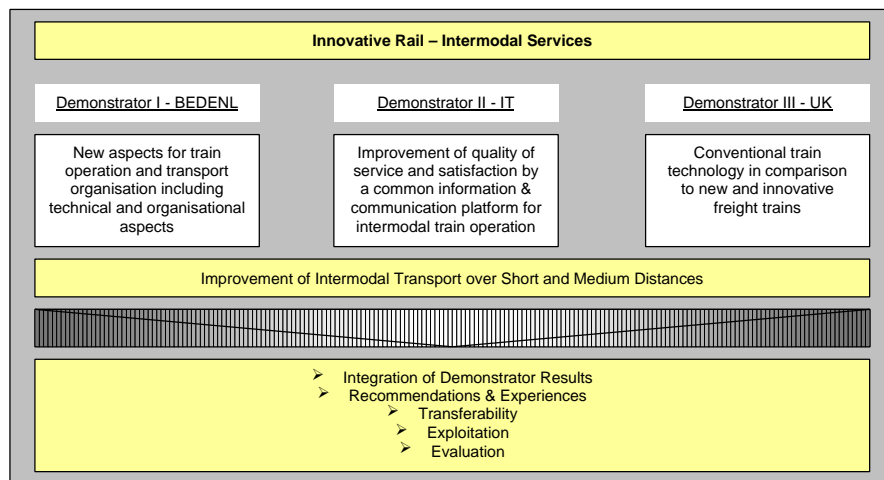 Innovative Rail – Intermodal Services
Demonstrator I - BEDENL
Demonstrator II - IT
Demonstrator III - UK
New aspects for train
operation and transport
organisation including
technical and organisational
aspects
Improvement of quality of
service and satisfaction by
a common information &
communication platform for
intermodal train operation
Conventional train
technology in comparison
to new and innovative
freight trains
Improvement of Intermodal Transport over Short and Medium Distances
➢ Integration of Demonstrator Results
➢ Recommendations & Experiences
➢ Transferability
➢ Exploitation
➢ Evaluation